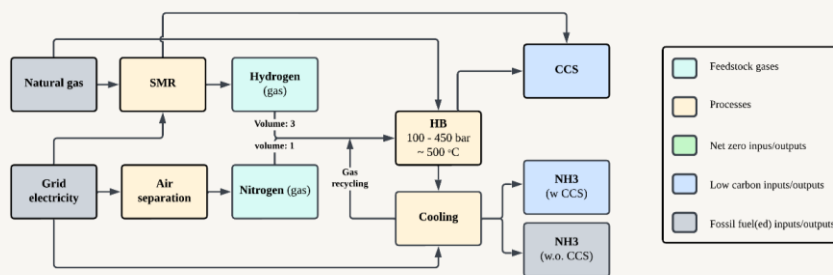 Natural gas
SMR
Hydrogen
(gas)
CCS
Volume: 3
volume: 1
HB
100 - 450 bar
~ 500 °C
Grid
electricity
Air
separation
Nitrogen (gas)
Gas
recycling
Cooling
NH3
(w CCS)
NH3
(w.o. CCS)
Feedstock gases
Processes
Net zero inpus/outputs
Low carbon inputs/outputs
Fossil fuel(ed) inputs/outputs